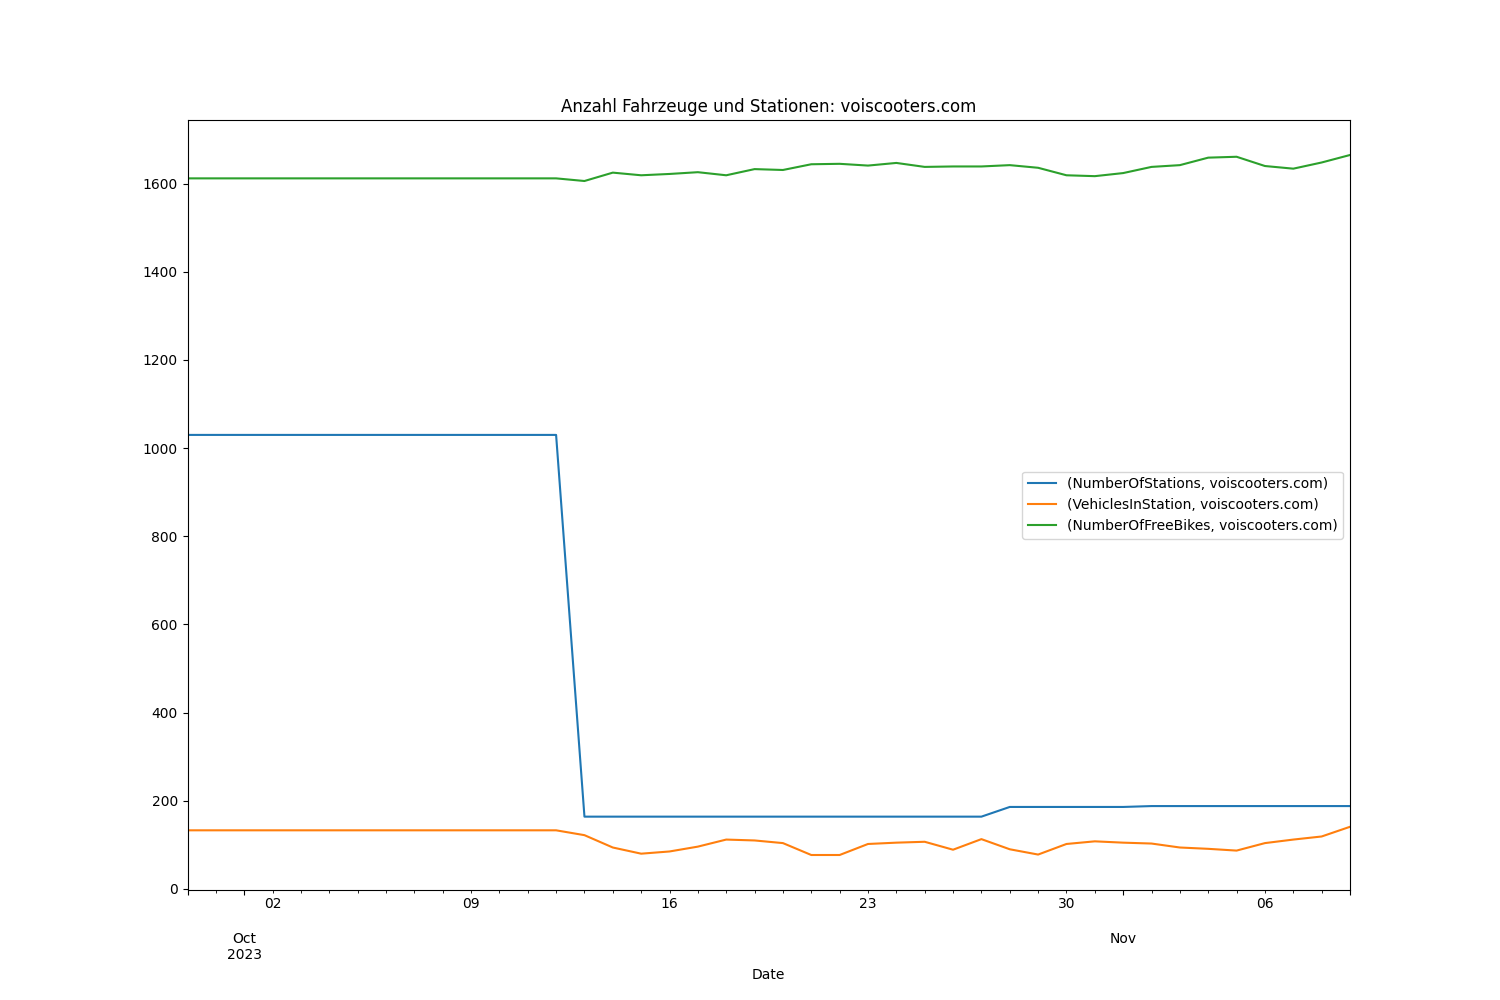 Anzahl Fahrzeuge und Stationen: voiscooters.com
1600
1400
1200
1000
800
600
400
200
0
(NumberOfStations, voiscooters.com)
(VehiclesInStation, voiscooters.com)
(NumberOfFreeBikes, voiscooters.com)
02 09 16 23 30 06
Oct Nov
2023
Date